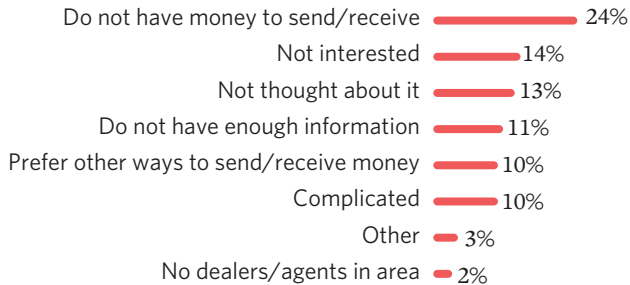 Do not have money to send/receive 24%
Not interested 14%
Not thought about it 13%
Do not have enough information 11%
Prefer other ways to send/receive money 10%
Complicated 10%
Other 3%
No dealers/agents in area 2%